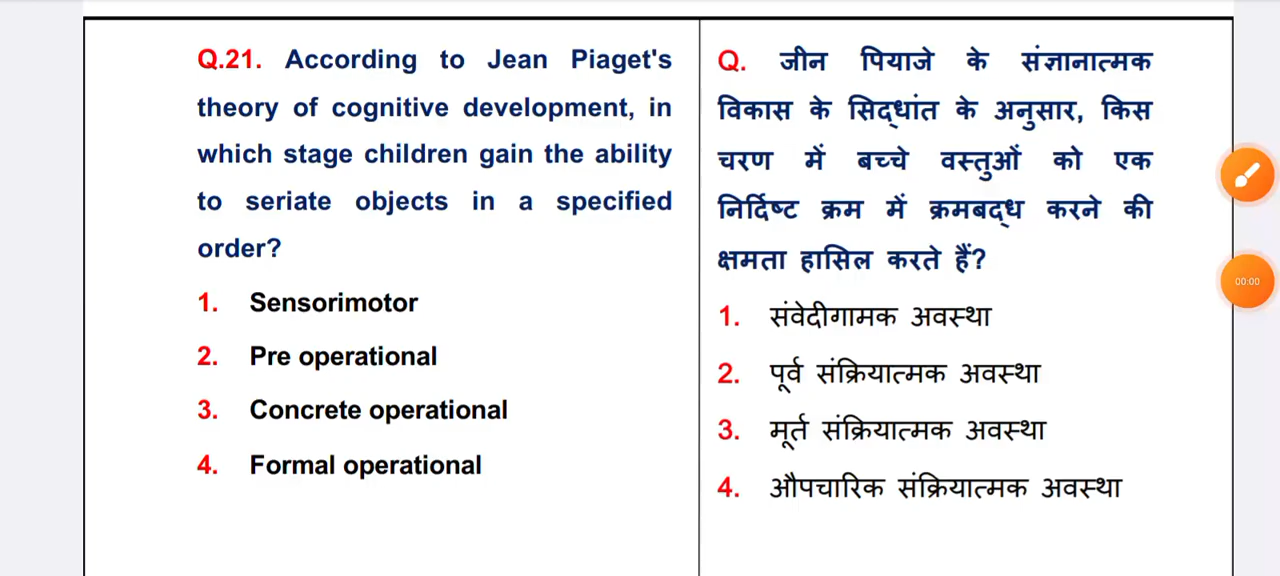 Q.21. According to Jean Piaget's
theory of cognitive development, in
which stage children gain the ability
to seriate objects in a specified
order?
1. Sensorimotor
2. Pre operational
3. Concrete operational
4. Formal operational
Q. जीन पियाजे के संज्ञानात्मक
विकास के सिद्धांत के अनुसार, किस
चरण में बच्चे वस्तुओं को एक
निर्दिष्ट क्रम में क्रमबद्ध करने की
क्षमता हासिल करते हैं?
1. संवेदीगामक अवस्था
2. पूर्व संक्रियात्मक अवस्था
3. मूर्त संक्रियात्मक अवस्था
4. औपचारिक संक्रियात्मक अवस्था
00:00